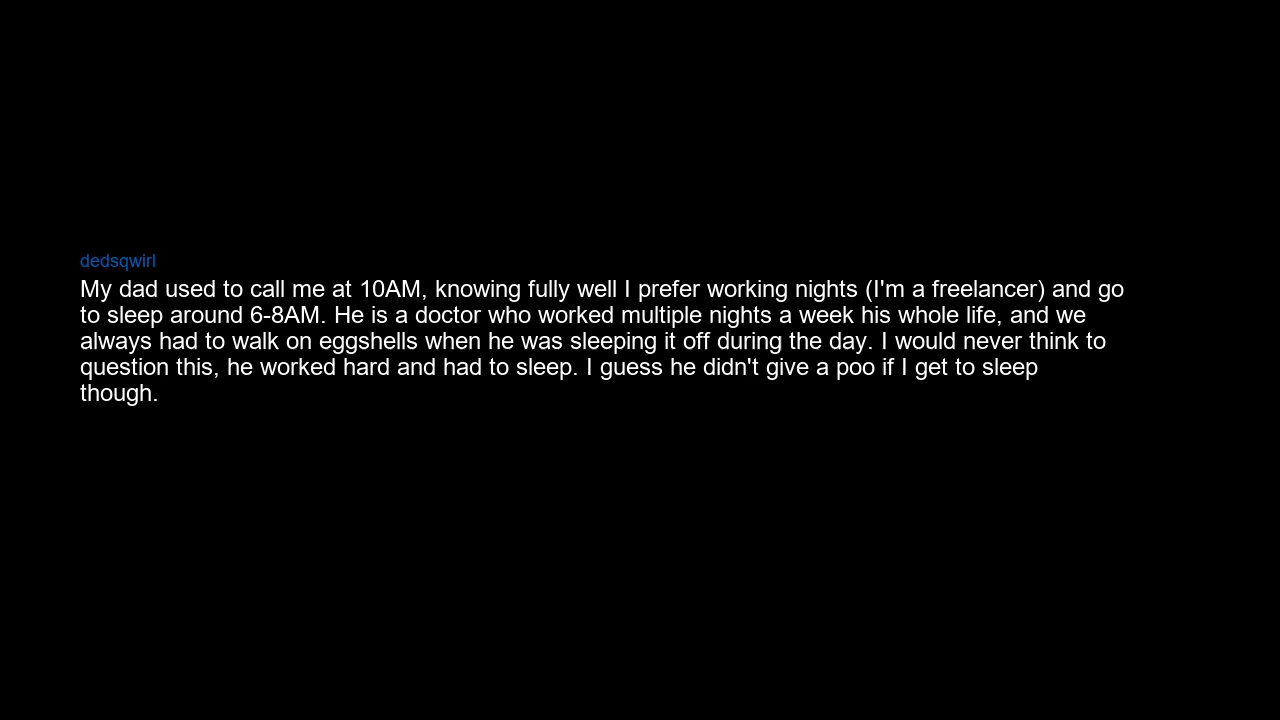 dedsqwirl
My dad used to call me at 10AM, knowing fully well I prefer working nights (I'm a freelancer) and go
to sleep around 6-8AM. He is a doctor who worked multiple nights a week his whole life, and we
always had to walk on eggshells when he was sleeping it off during the day. I would never think to
question this, he worked hard and had to sleep. I guess he didn't give a poo if I get to sleep
though.